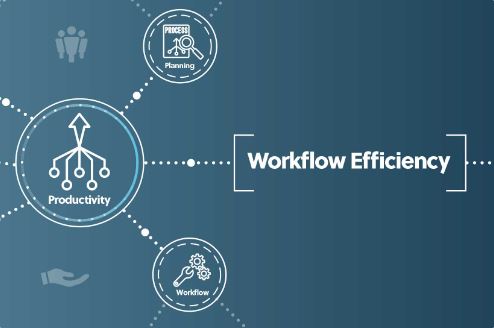 PROCESS
Planning
Productivity
Workflow Efficiency
Workflow